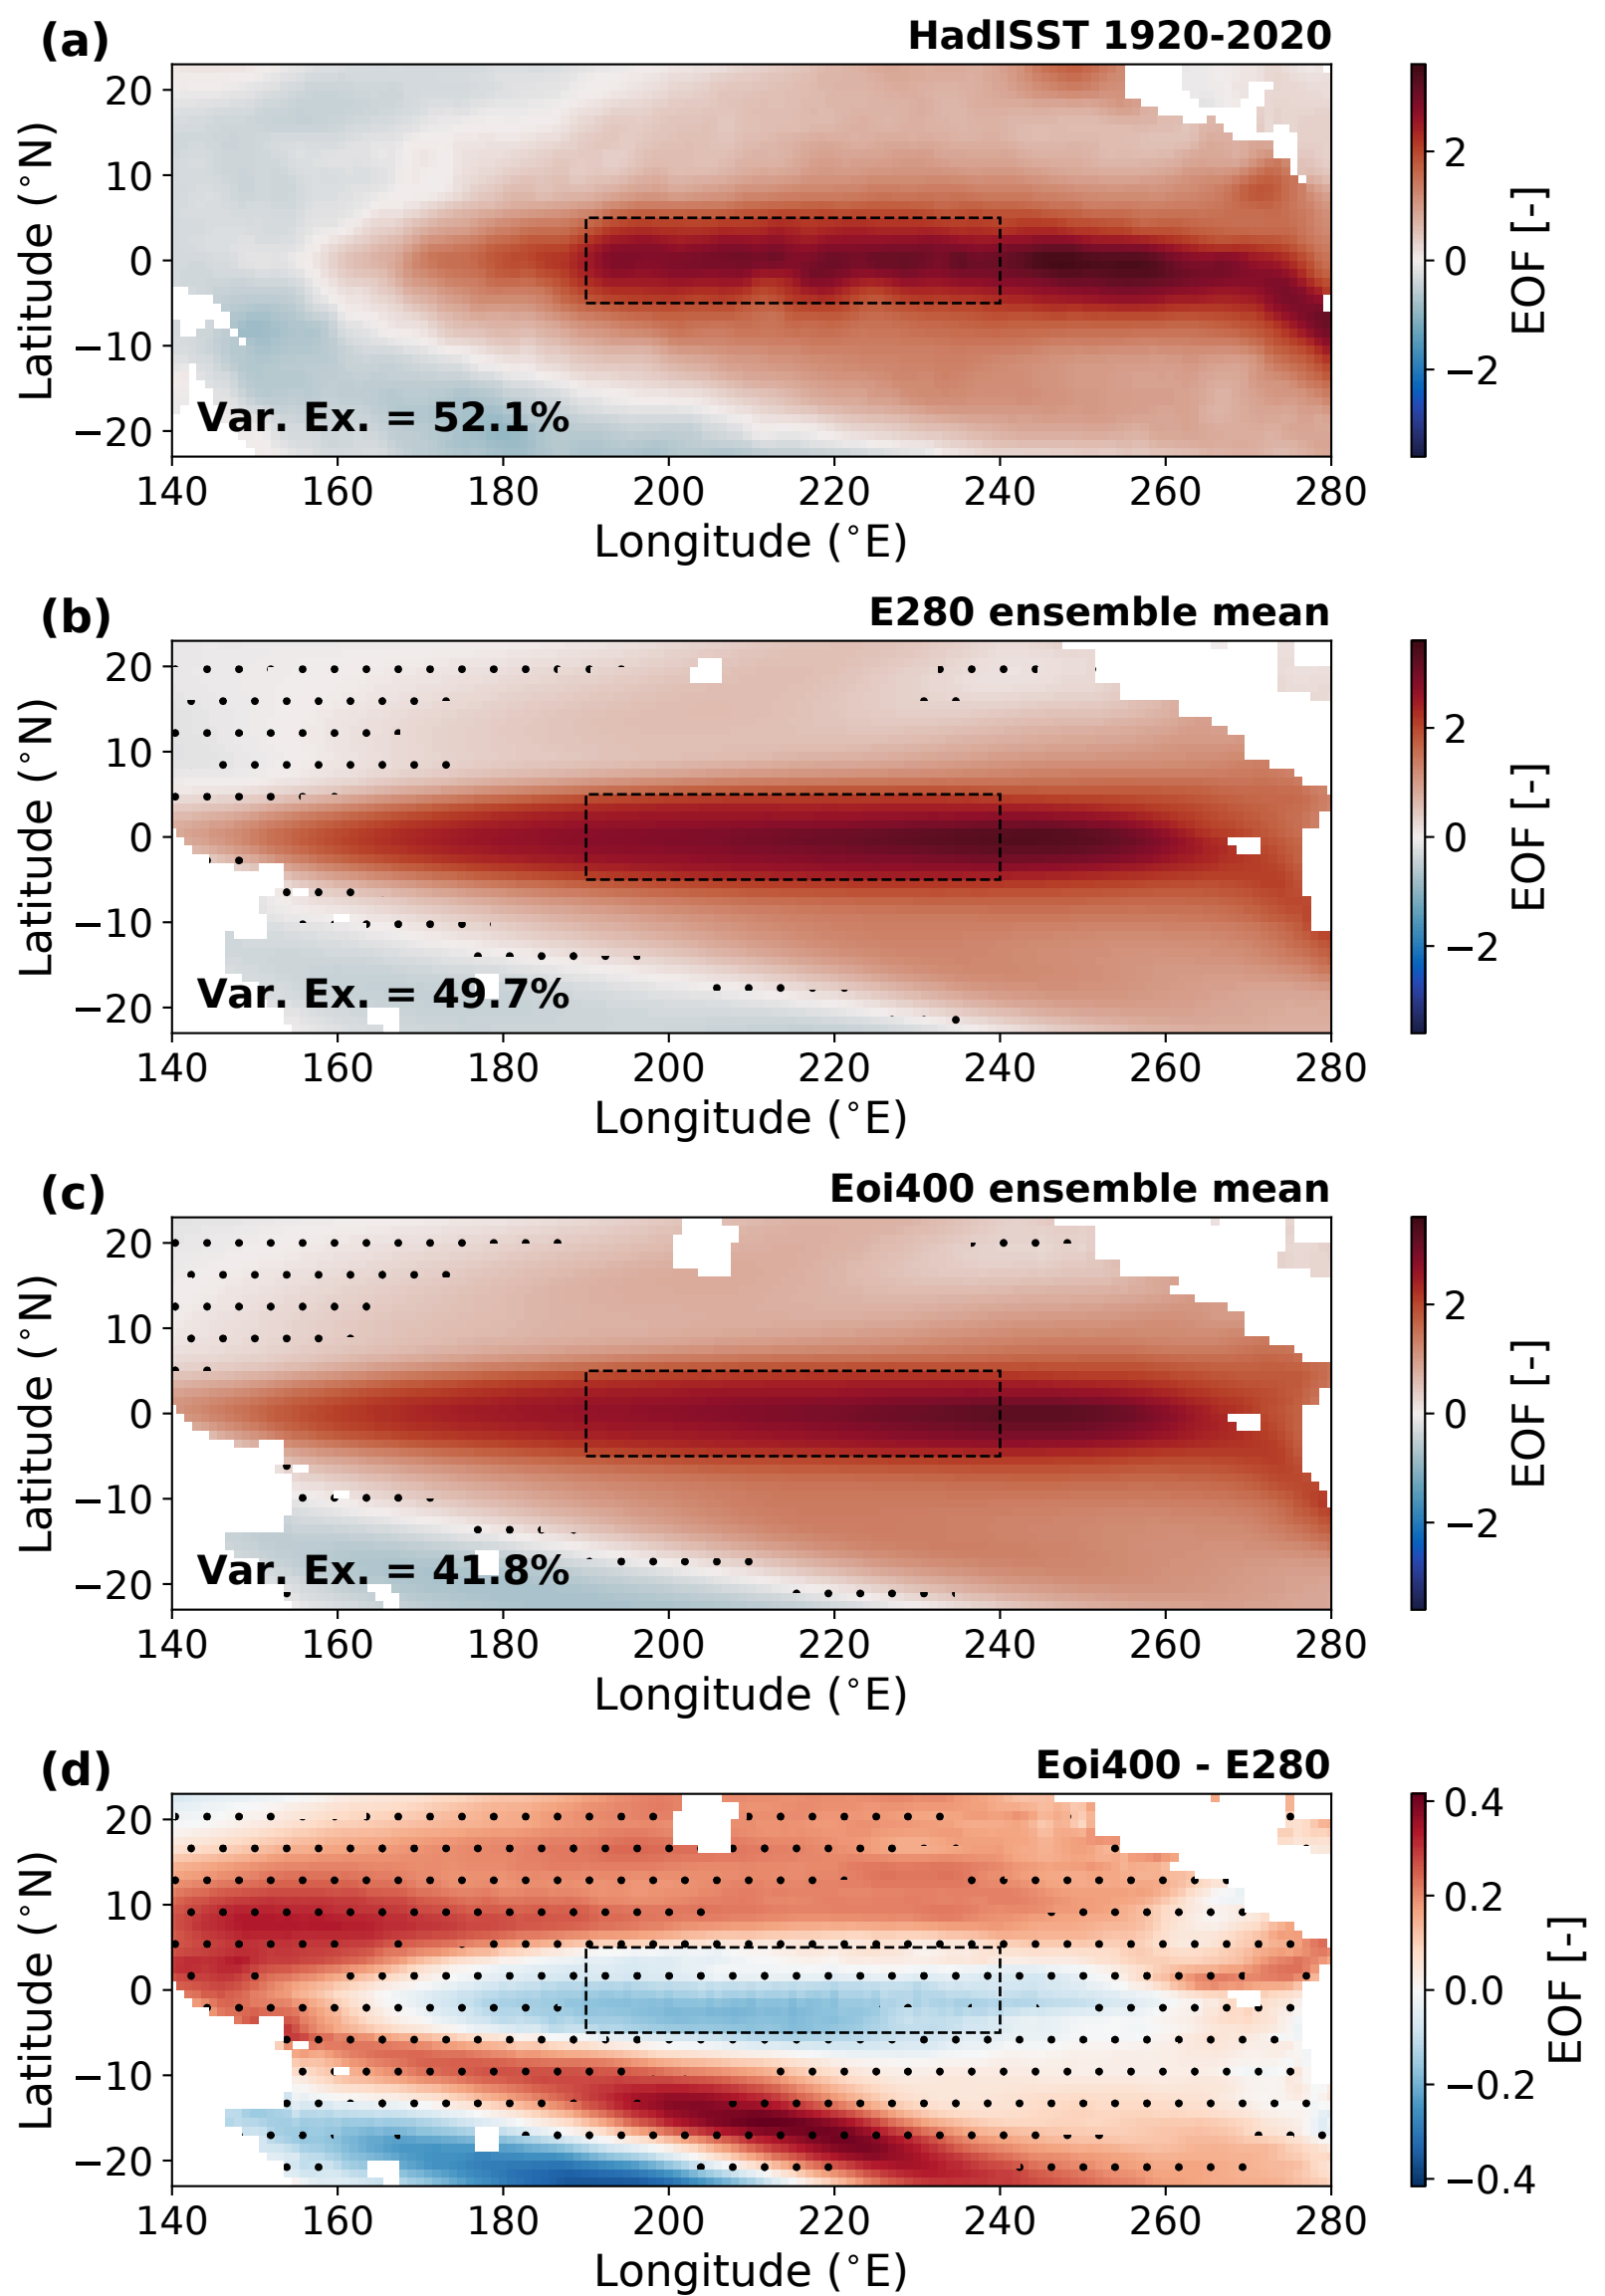 (a) HadISST 1920-2020
Latitude (°N)
20
10
0
−10
−20
Var. Ex. = 52.1%
140 160 180 200 220 240 260 280
Longitude (°E)
2
0
−2
EOF [-]
(b) E280 ensemble mean
Latitude (°N)
20
10
0
−10
−20
Var. Ex. = 49.7%
140 160 180 200 220 240 260 280
Longitude (°E)
2
0
−2
EOF [-]
(c) Eoi400 ensemble mean
Latitude (°N)
20
10
0
−10
−20
Var. Ex. = 41.8%
140 160 180 200 220 240 260 280
Longitude (°E)
2
0
−2
EOF [-]
(d) Eoi400 - E280
Latitude (°N)
20
10
0
−10
−20
140 160 180 200 220 240 260 280
Longitude (°E)
0.4
0.2
0.0
−0.2
−0.4
EOF [-]